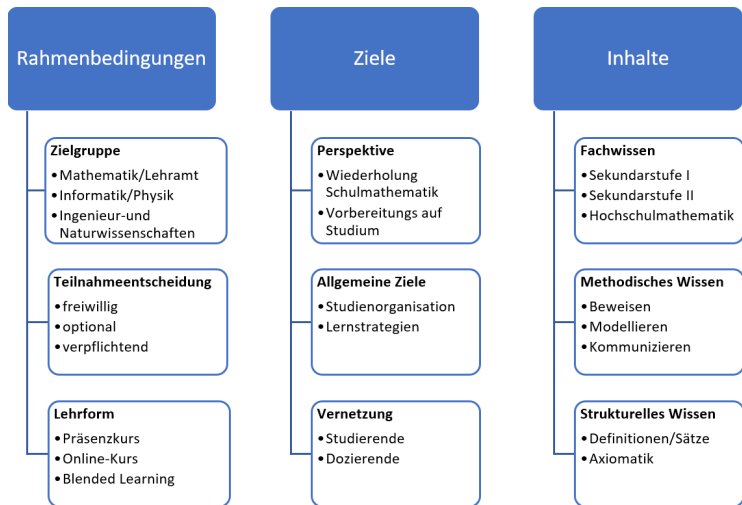 Rahmenbedingungen
Zielgruppe
•Mathematik/Lehramt
•Informatik/Physik
•Ingenieur-und
Naturwissenschaften
Teilnahmeentscheidung
•freiwillig
•optional
•verpflichtend
Lehrform
•Präsenzkurs
•Online-Kurs
•Blended Learning
Ziele
Perspektive
•Wiederholung
Schulmathematik
•Vorbereitungs auf
Studium
Allgemeine Ziele
•Studienorganisation
•Lernstrategien
Vernetzung
•Studierende
•Dozierende
Inhalte
Fachwissen
•Sekundarstufe I
•Sekundarstufe II
•Hochschulmathematik
Methodisches Wissen
•Beweisen
•Modellieren
•Kommunizieren
Strukturelles Wissen
•Definitionen/Sätze
•Axiomatik